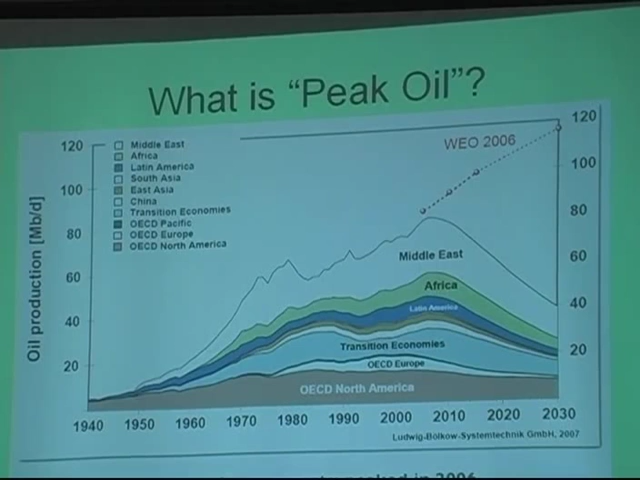 What is “Peak Oil”?
WEO 2006
Oil production [Mb/d]
120
100
80
60
40
20
120
100
80
60
40
20
Middle East
Africa
Latin America
South Asia
East Asia
China
Transition Economies
OECD Pacific
OECD Europe
OECD North America
Middle East
Africa
Latin America
Transition Economies
OECD Europe
OECD North America
1940 1950 1960 1970 1980 1990 2000 2010 2020 2030
Ludwig-Bölkow-Systemtechnik GmbH, 2007
peaked in 2006